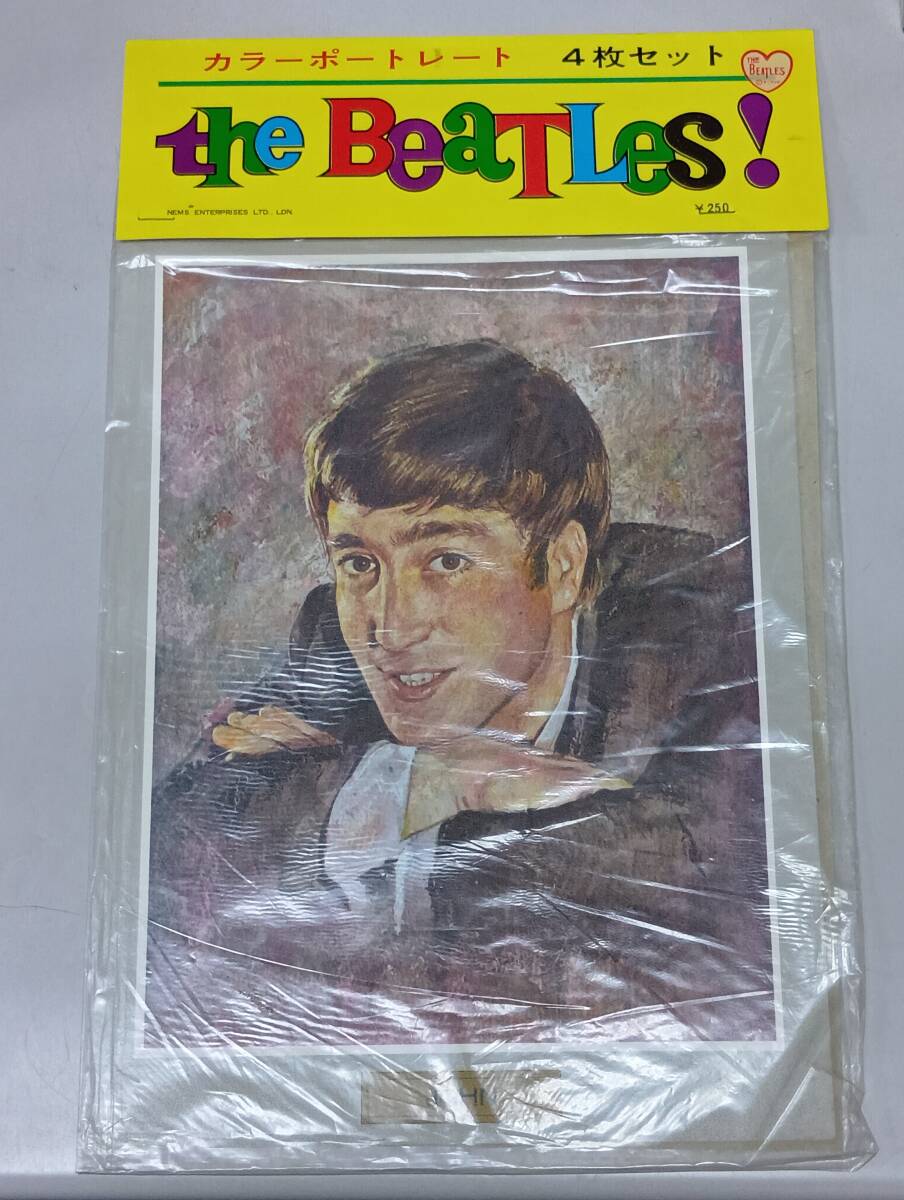 カラーポートレート 4枚セット
THE
BEATLES
the BeaTLes!
NEMS ENTERPRISES LTD., LDN.
¥250